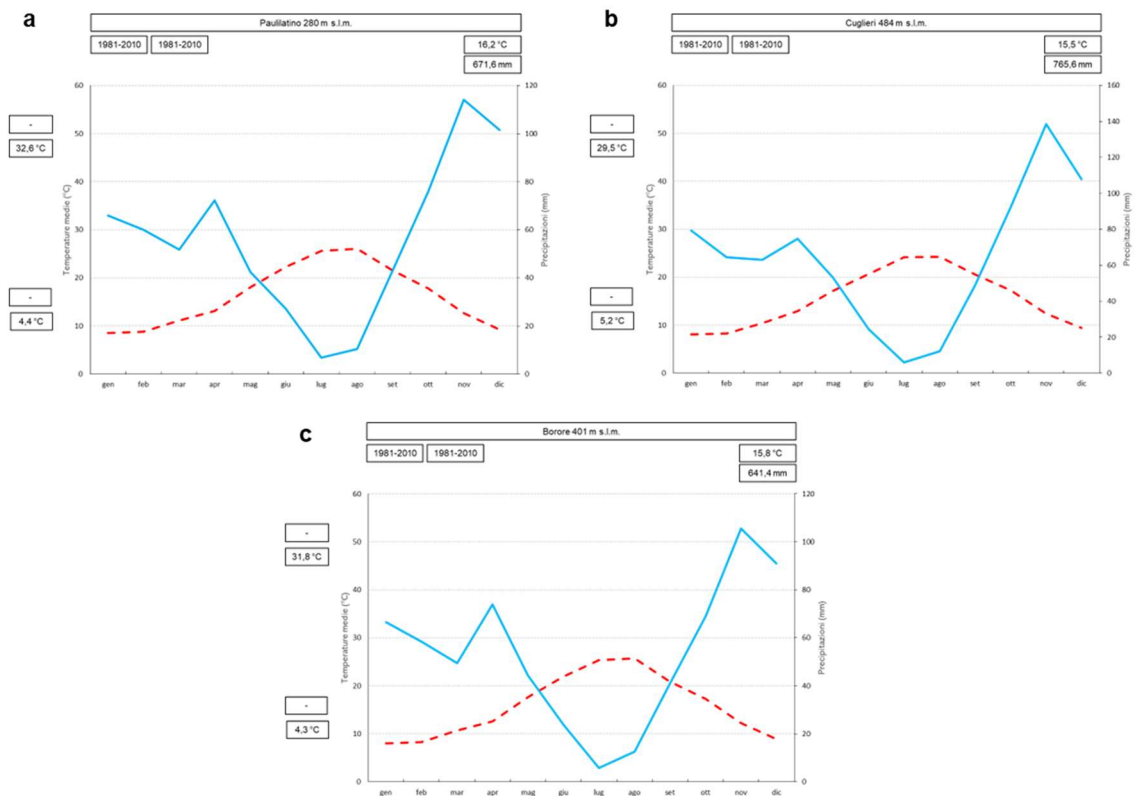 a
Paulilatino 280 m s.l.m.
1981-2010 1981-2010 16,2 °C
671,6 mm
-
32,6 °C
-
4,4 °C
Temperature medie (°C)
60
50
40
30
20
10
0
120
100
80
60
40
20
0
Precipitazioni (mm)
gen feb mar apr mag giu lug ago set ott nov dic
b
Cuglieri 484 m s.l.m.
1981-2010 1981-2010 15,5 °C
765,6 mm
-
29,5 °C
-
5,2 °C
Temperature medie (°C)
60
50
40
30
20
10
0
160
140
120
100
80
60
40
20
0
Precipitazioni (mm)
gen feb mar apr mag giu lug ago set ott nov dic
c
Borore 401 m s.l.m.
1981-2010 1981-2010 15,8 °C
641,4 mm
-
31,8 °C
-
4,3 °C
Temperature medie (°C)
60
50
40
30
20
10
0
120
100
80
60
40
20
0
Precipitazioni (mm)
gen feb mar apr mag giu lug ago set ott nov dic